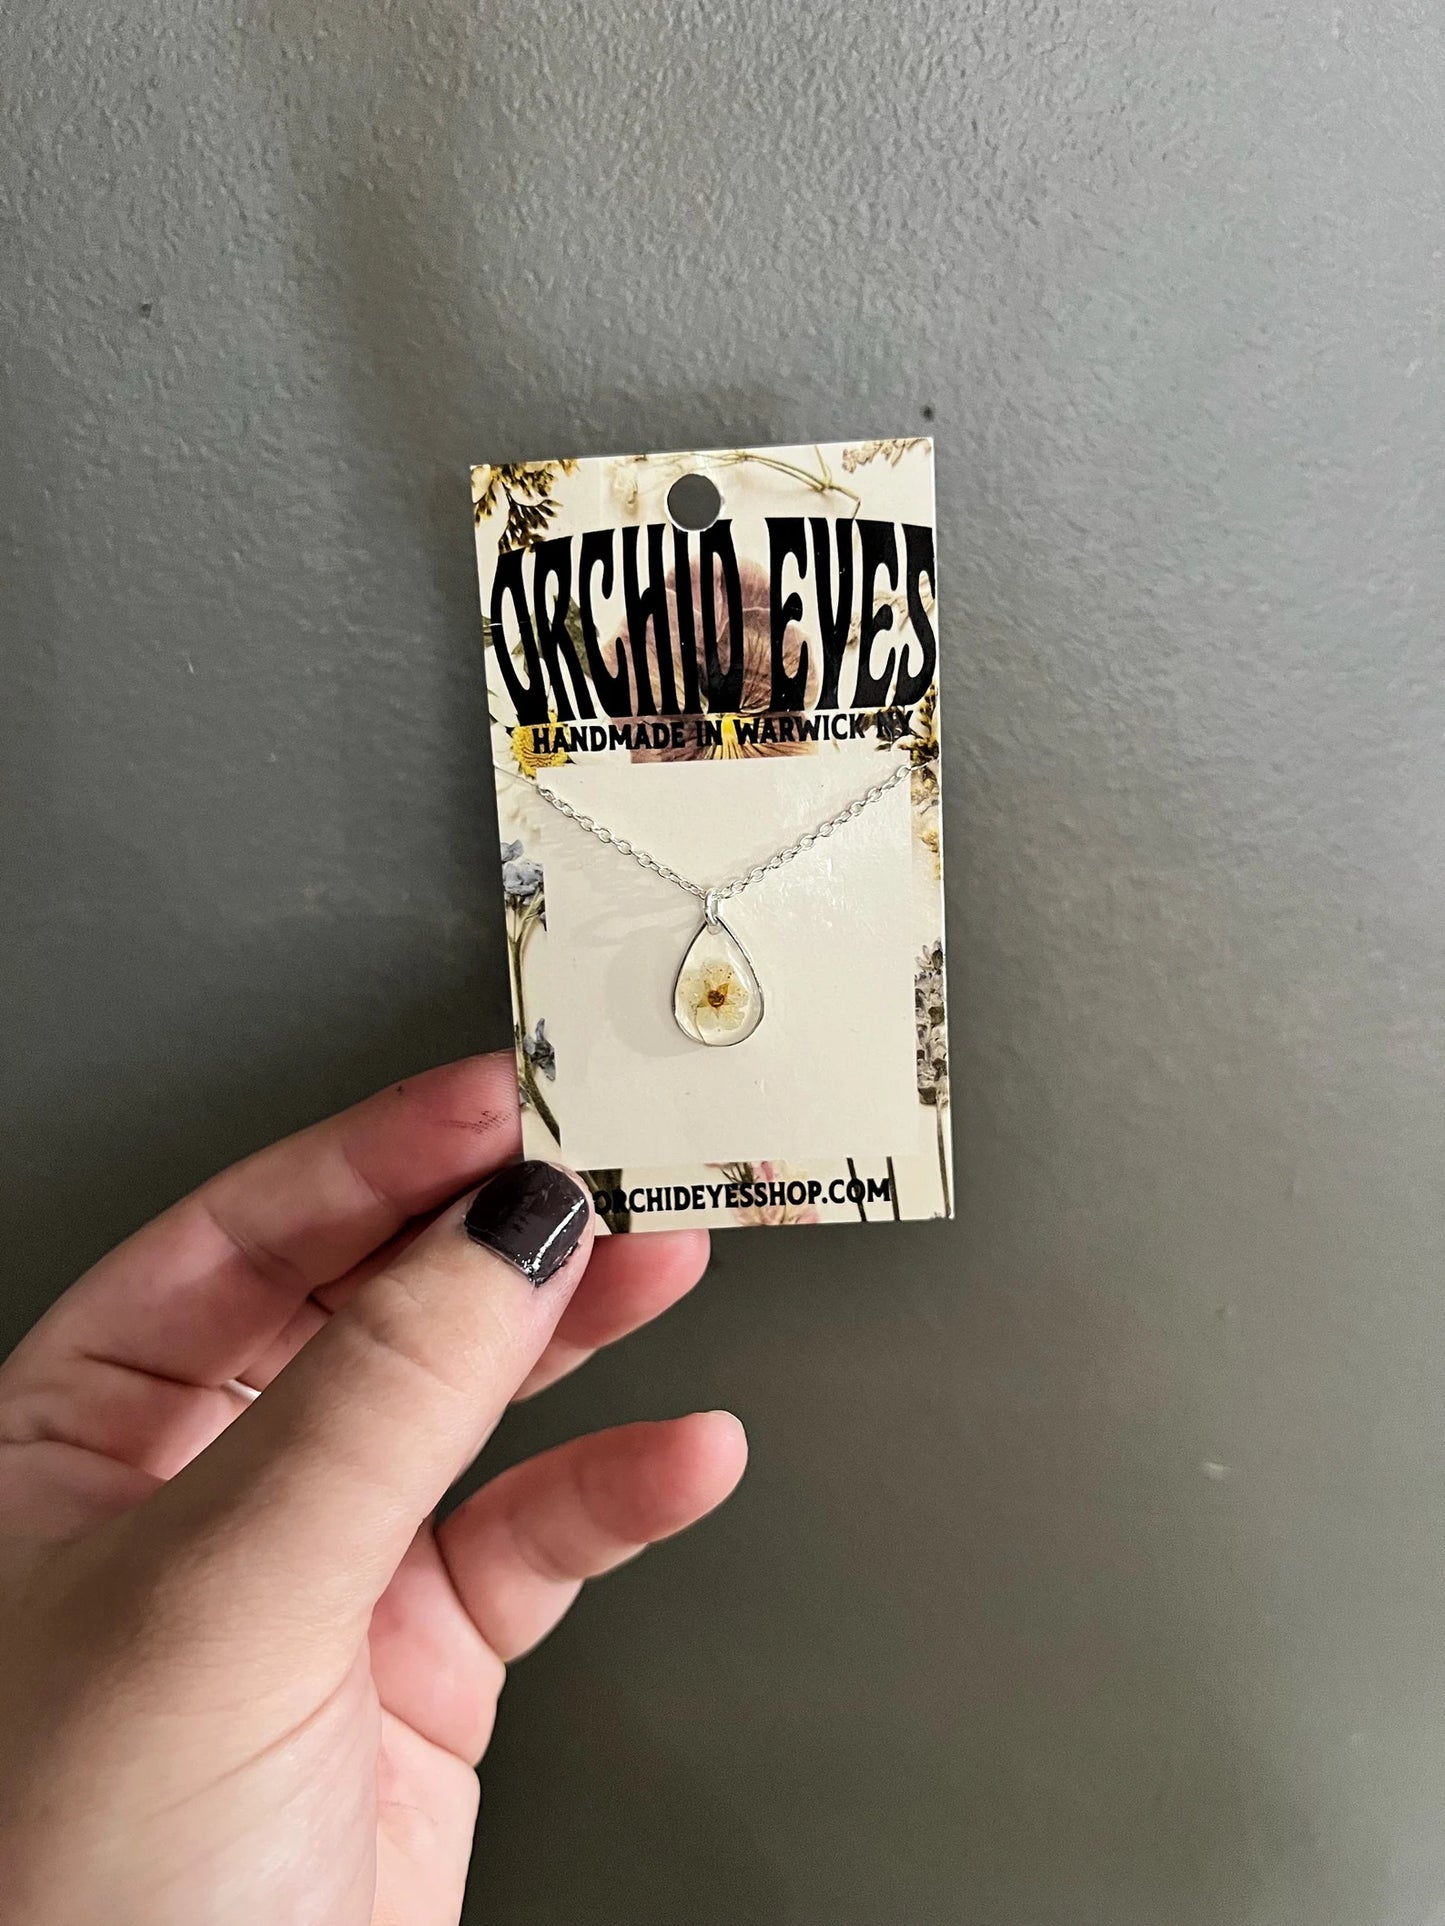 ORCHID EYES
HANDMADE IN WARWICK NY
ORCHIDEYESSHOP.COM